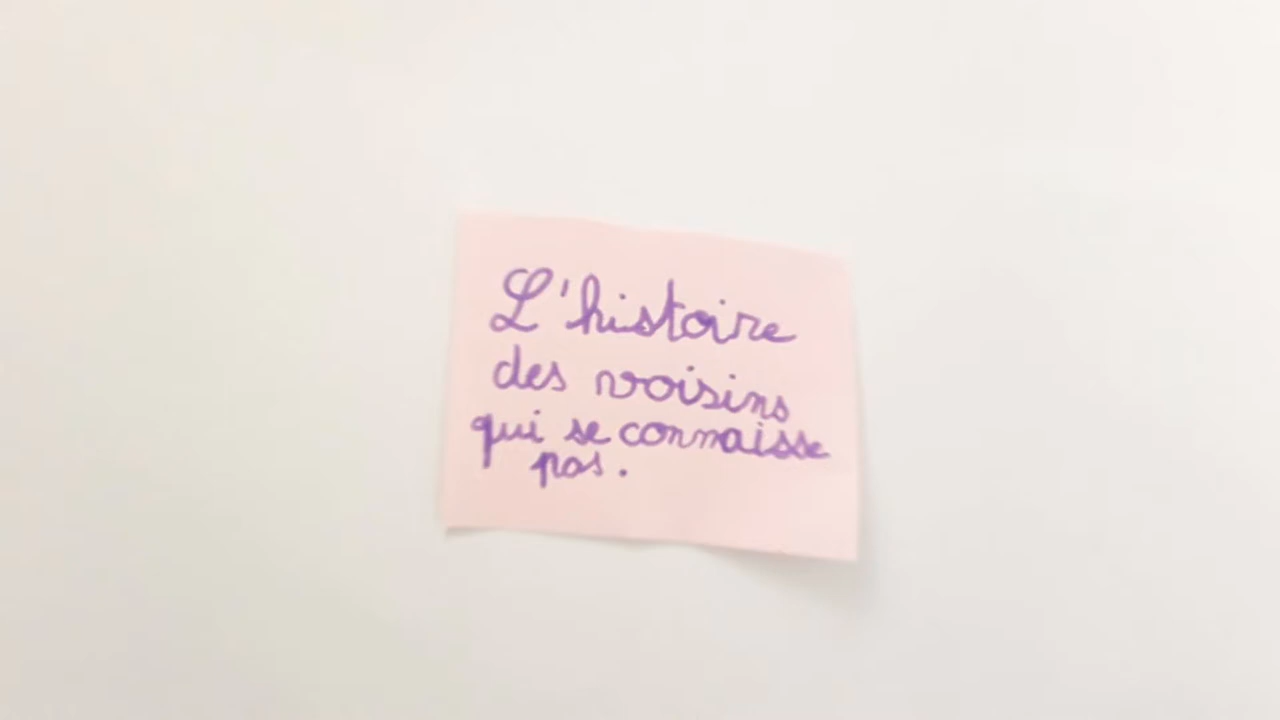 L'histoire
des voisins
qui se connaisse
pas.